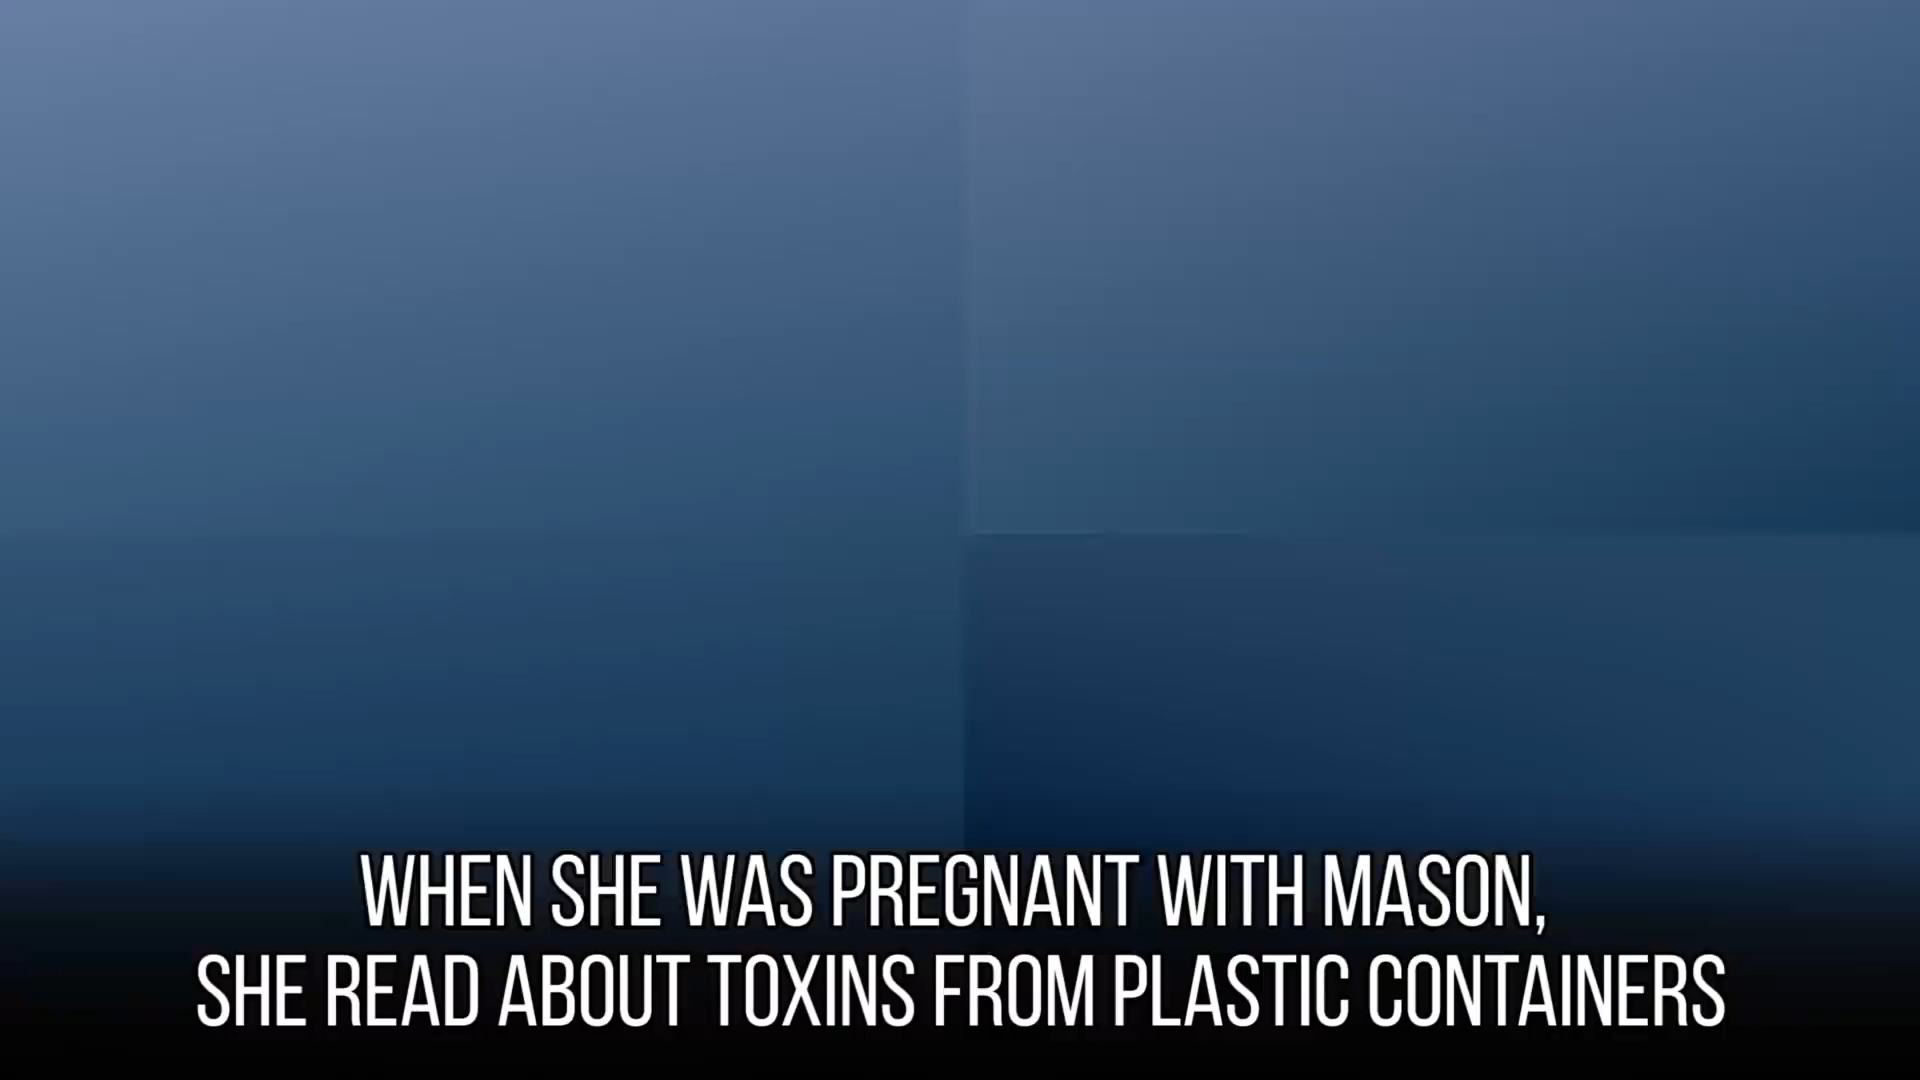 WHEN SHE WAS PREGNANT WITH MASON,
SHE READ ABOUT TOXINS FROM PLASTIC CONTAINERS